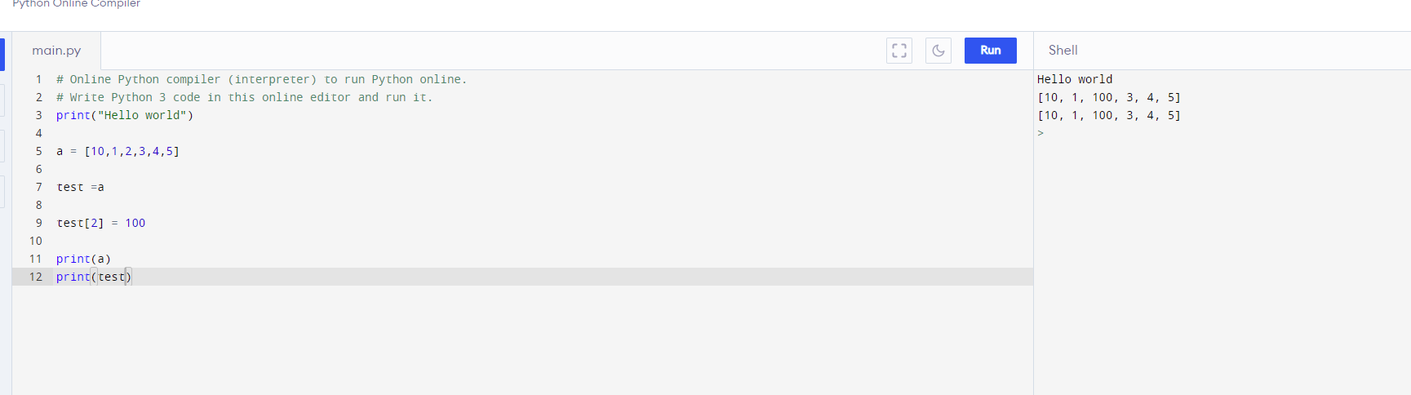 Python Online Compiler
main.py
Run
Shell
1 # Online Python compiler (interpreter) to run Python online.
2 # Write Python 3 code in this online editor and run it.
3 print("Hello world")
4
5 a = [10,1,2,3,4,5]
6
7 test =a
8
9 test[2] = 100
10
11 print(a)
12 print(test)
Hello world
[10, 1, 100, 3, 4, 5]
[10, 1, 100, 3, 4, 5]
>